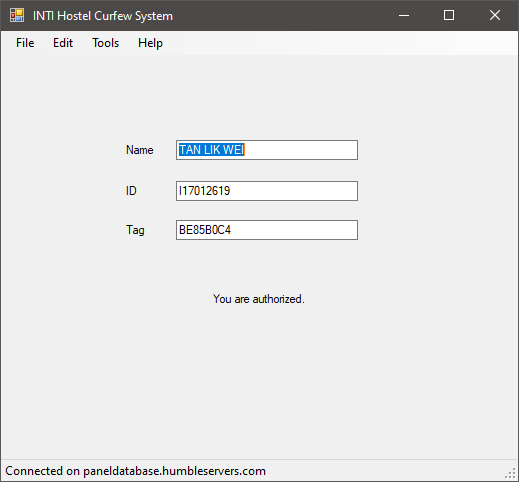 INTI Hostel Curfew System
File Edit Tools Help
Name TAN LIK WEI
ID I17012619
Tag BE85B0C4
You are authorized.
Connected on paneldatabase.humbleservers.com